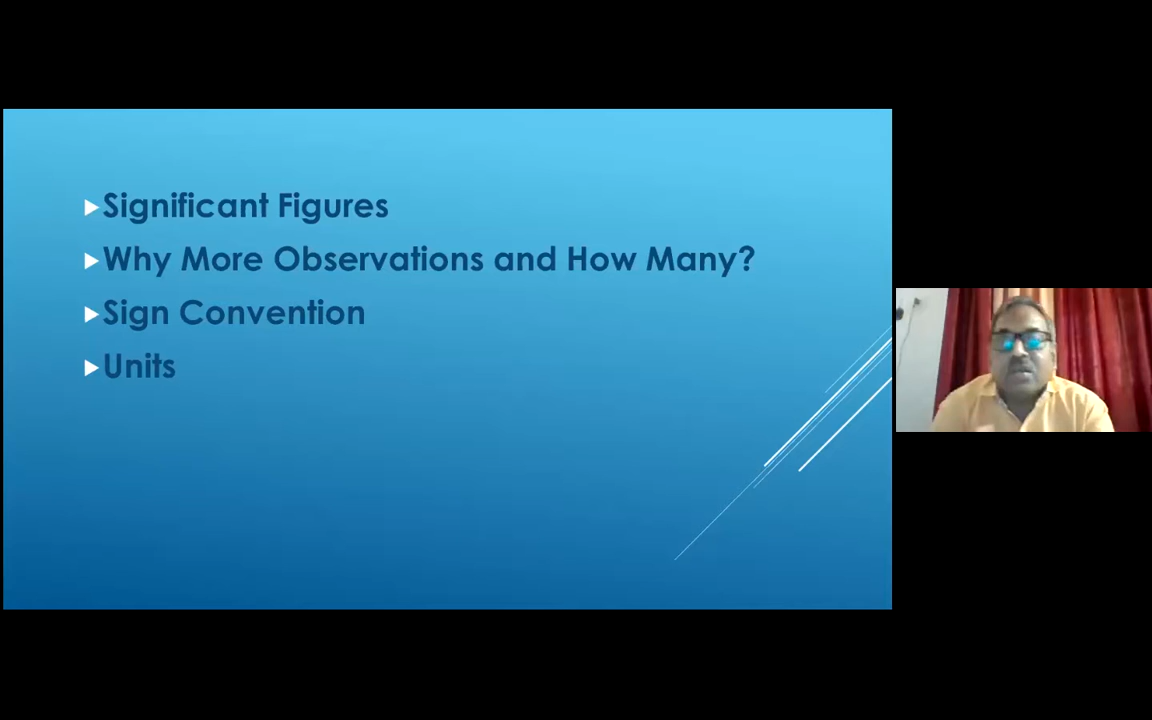 Significant Figures
Why More Observations and How Many?
Sign Convention
Units